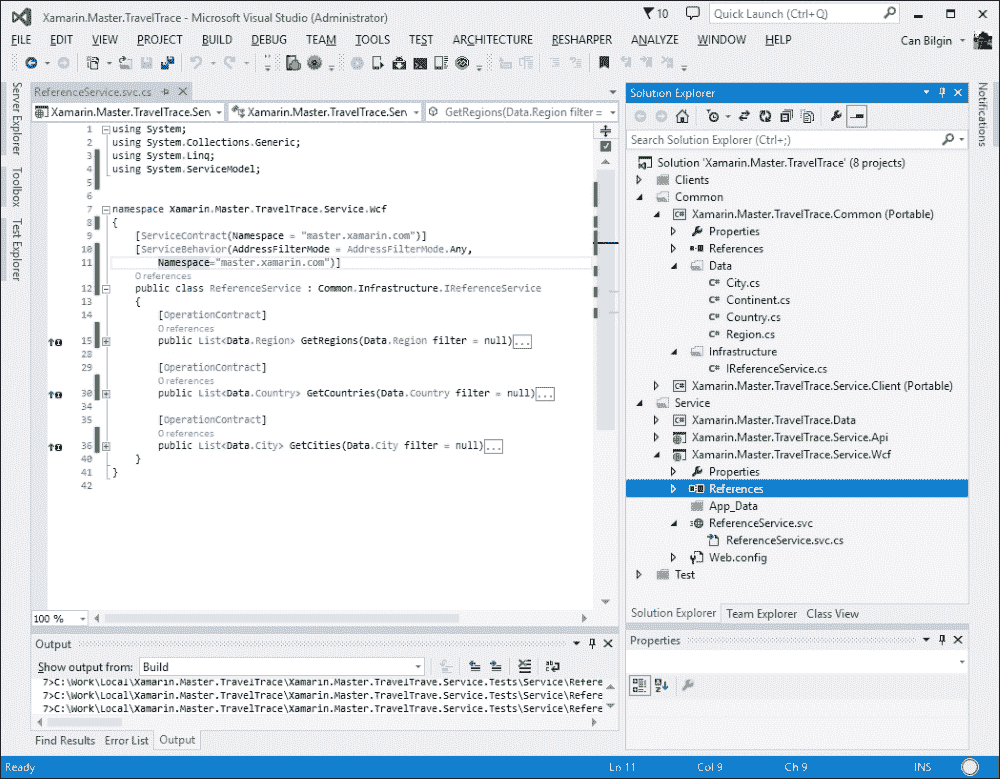 Xamarin.Master.TravelTrace - Microsoft Visual Studio (Administrator)
10
Quick Launch (Ctrl+Q)
FILE EDIT VIEW PROJECT BUILD DEBUG TEAM TOOLS TEST ARCHITECTURE RESHARPER ANALYZE WINDOW HELP
Can Bilgin
Server Explorer
Toolbox
Test Explorer
ReferenceService.svc.cs
Xamarin.Master.TravelTrace.Serv
Xamarin.Master.TravelTrace.Serv
GetRegions(Data.Region filter =
1 using System;
2 using System.Collections.Generic;
3 using System.Linq;
4 using System.ServiceModel;
5
6
7 namespace Xamarin.Master.TravelTrace.Service.Wcf
8 {
9 [ServiceContract(Namespace = "master.xamarin.com")]
10 [ServiceBehavior(AddressFilterMode = AddressFilterMode.Any,
11 Namespace="master.xamarin.com")]
0 references
12 public class ReferenceService : Common.Infrastructure.IReferenceService
13 {
14 [OperationContract]
0 references
15 public List<Data.Region> GetRegions(Data.Region filter = null)...
28
29 [OperationContract]
0 references
30 public List<Data.Country> GetCountries(Data.Country filter = null)...
34
35 [OperationContract]
0 references
36 public List<Data.City> GetCities(Data.City filter = null)...
40 }
41 }
42
100 %
Output
Show output from: Build
7>C:\Work\Local\Xamarin.Master.TravelTrace\Xamarin.Master.TravelTrace.Service.Tests\Service\Refere
7>C:\Work\Local\Xamarin.Master.TravelTrace\Xamarin.Master.TravelTrace.Service.Tests\Service\Refere
7>C:\Work\Local\Xamarin.Master.TravelTrace\Xamarin.Master.TravelTrace.Service.Tests\Service\Refere
Find Results Error List Output
Solution Explorer
Search Solution Explorer (Ctrl+;)
Solution 'Xamarin.Master.TravelTrace' (8 projects)
Clients
Common
Xamarin.Master.TravelTrace.Common (Portable)
Properties
References
Data
City.cs
Continent.cs
Country.cs
Region.cs
Infrastructure
IReferenceService.cs
Xamarin.Master.TravelTrace.Service.Client (Portable)
Service
Xamarin.Master.TravelTrace.Data
Xamarin.Master.TravelTrace.Service.Api
Xamarin.Master.TravelTrace.Service.Wcf
Properties
References
App_Data
ReferenceService.svc
ReferenceService.svc.cs
Web.config
Test
Solution Explorer Team Explorer Class View
Properties
Notifications
Ready Ln 11 Col 9 Ch 9 INS